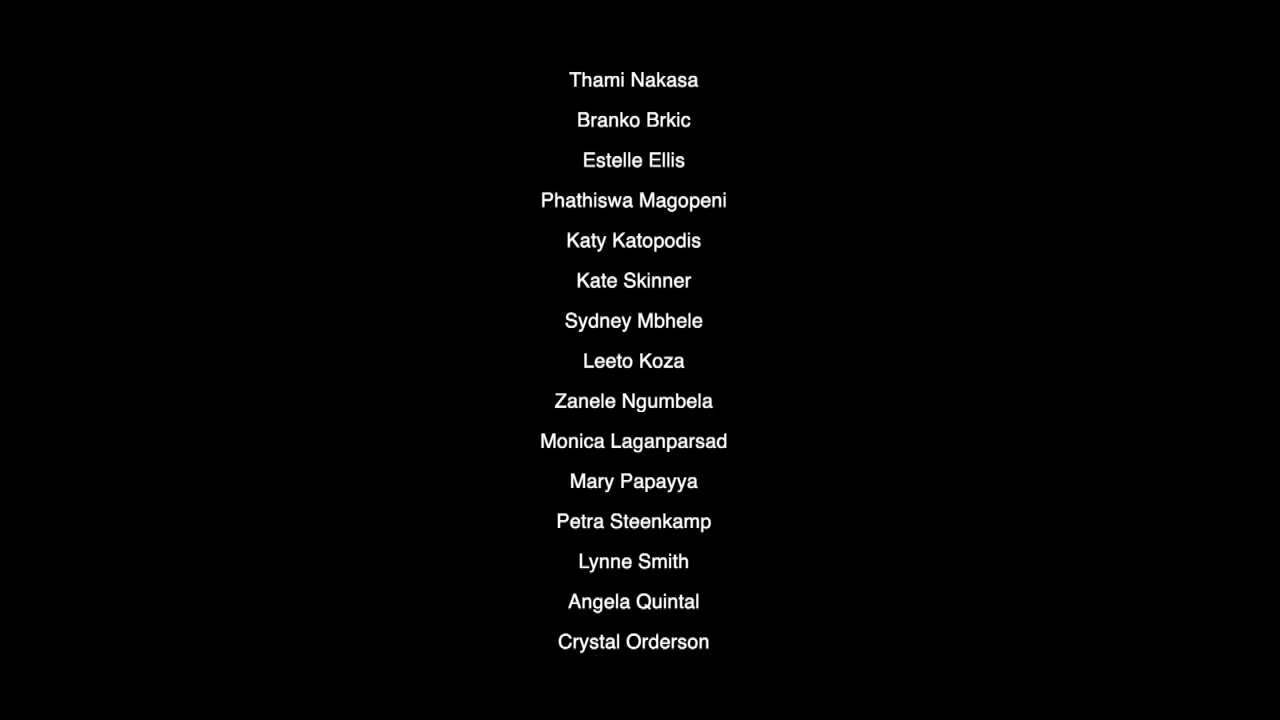 Thami Nakasa
Branko Brkic
Estelle Ellis
Phathiswa Magopeni
Katy Katopodis
Kate Skinner
Sydney Mbhele
Leeto Koza
Zanele Ngumbela
Monica Laganparsad
Mary Papayya
Petra Steenkamp
Lynne Smith
Angela Quintal
Crystal Orderson